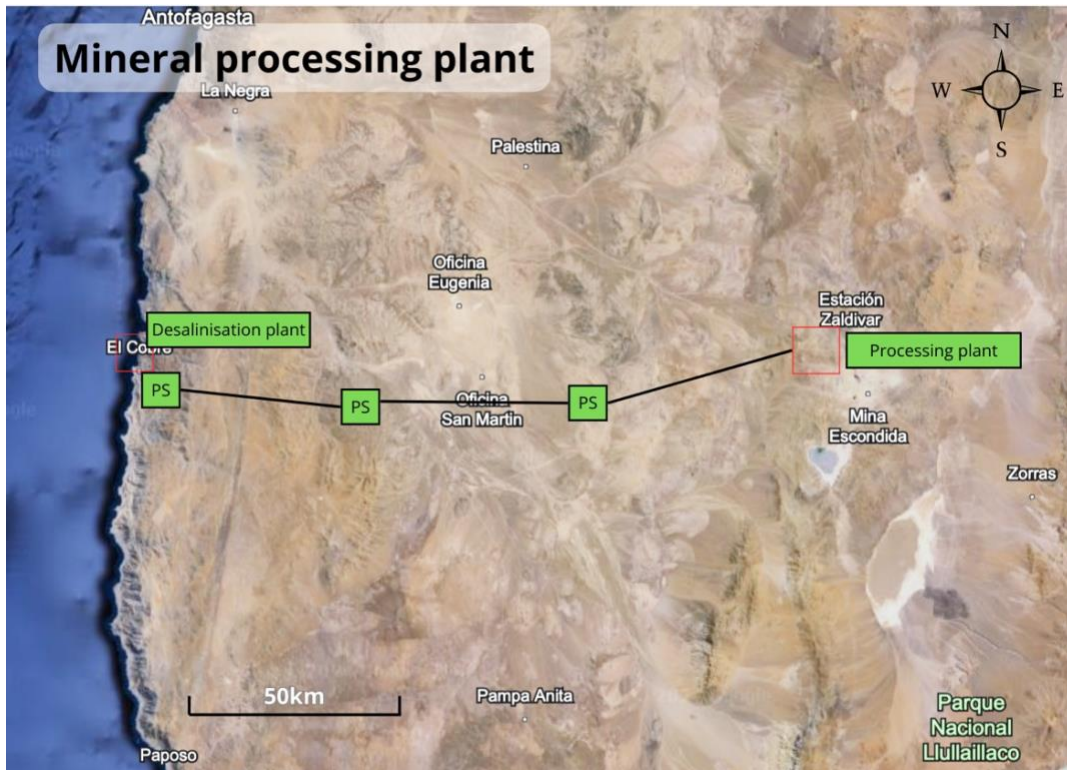 Antofagasta
Mineral processing plant
La Negra
N
W
E
S
Palestina
Oficina
Eugenia
Estación
Zaldivar
Desalinisation plant
El Cobre
Processing plant
PS
PS
PS
Oficina
San Martin
Mina
Escondida
Zorras
50km
Pampa Anita
Parque
Nacional
Llullaillaco
Paposo